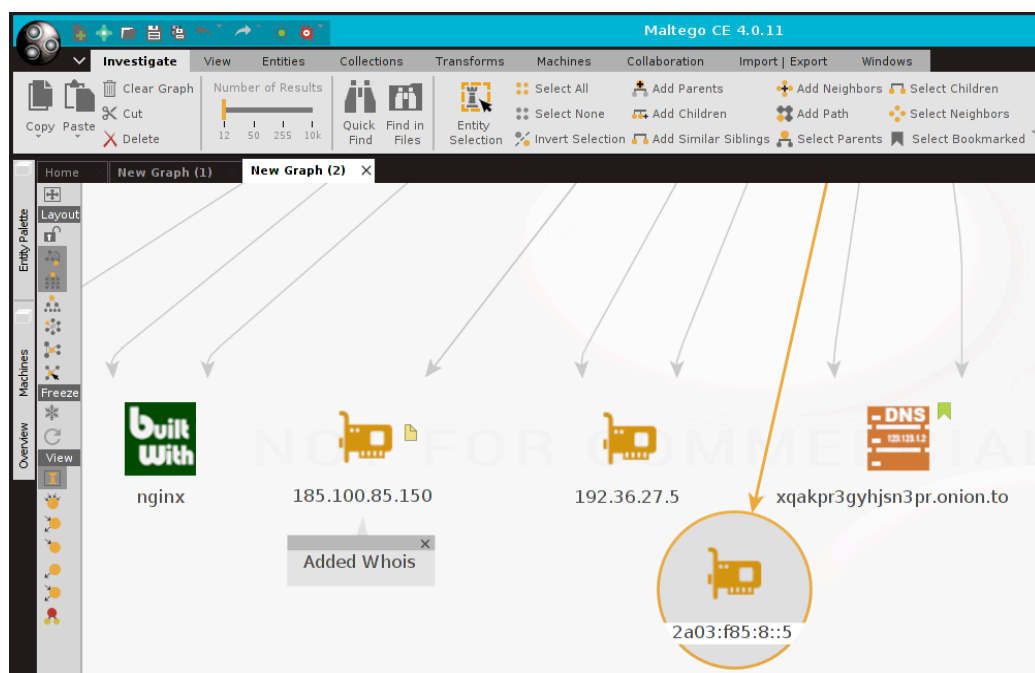 Maltego CE 4.0.11
Investigate View Entities Collections Transforms Machines Collaboration Import | Export Windows
Copy Paste Clear Graph Cut Delete
Number of Results
12 50 255 10k
Quick Find
Find in Files
Entity Selection
Select All
Select None
Invert Selection
Add Parents
Add Children
Add Similar Siblings
Add Neighbors
Add Path
Select Parents
Select Children
Select Neighbors
Select Bookmarked
Home New Graph (1) New Graph (2)
Entity Palette
Machines
Overview
Layout
Freeze
View
NOT FOR COMMERCIAL
built With
nginx
185.100.85.150
Added Whois
192.36.27.5
DNS
123.123.1.2
xqakpr3gyhjsn3pr.onion.to
2a03:f85:8::5